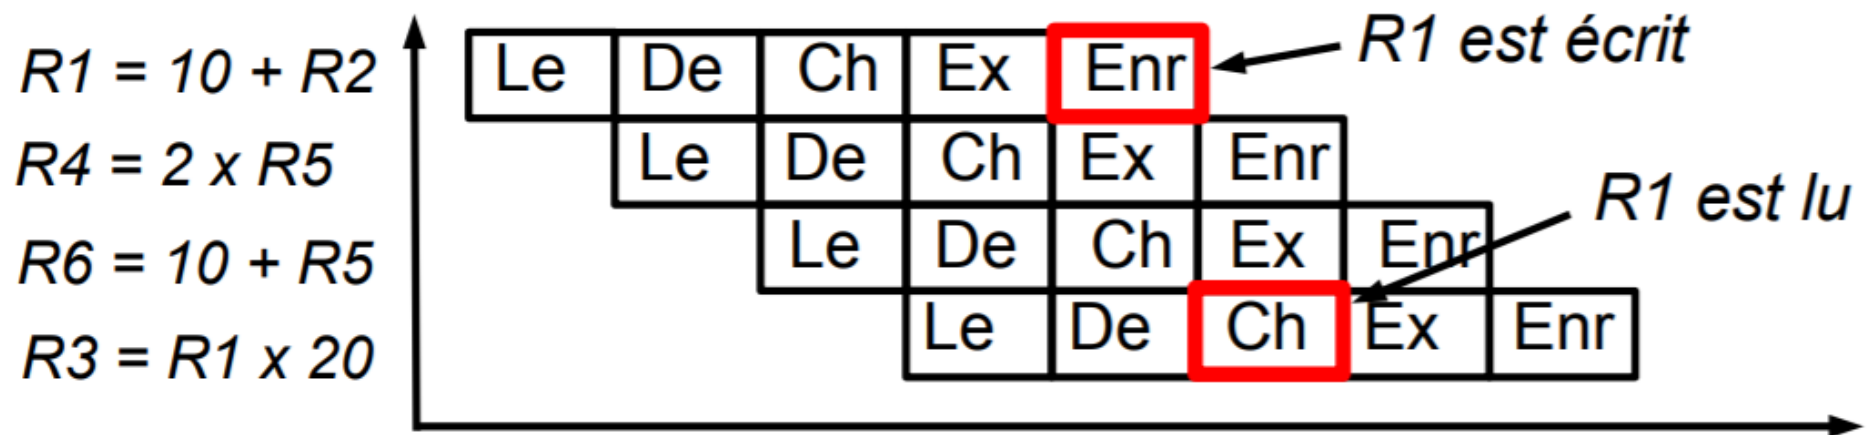 R1 = 10 + R2 Le De Ch Ex Enr R1 est écrit
R4 = 2 x R5 Le De Ch Ex Enr
R1 est lu
R6 = 10 + R5 Le De Ch Ex Enr
R3 = R1 x 20 Le De Ch Ex Enr